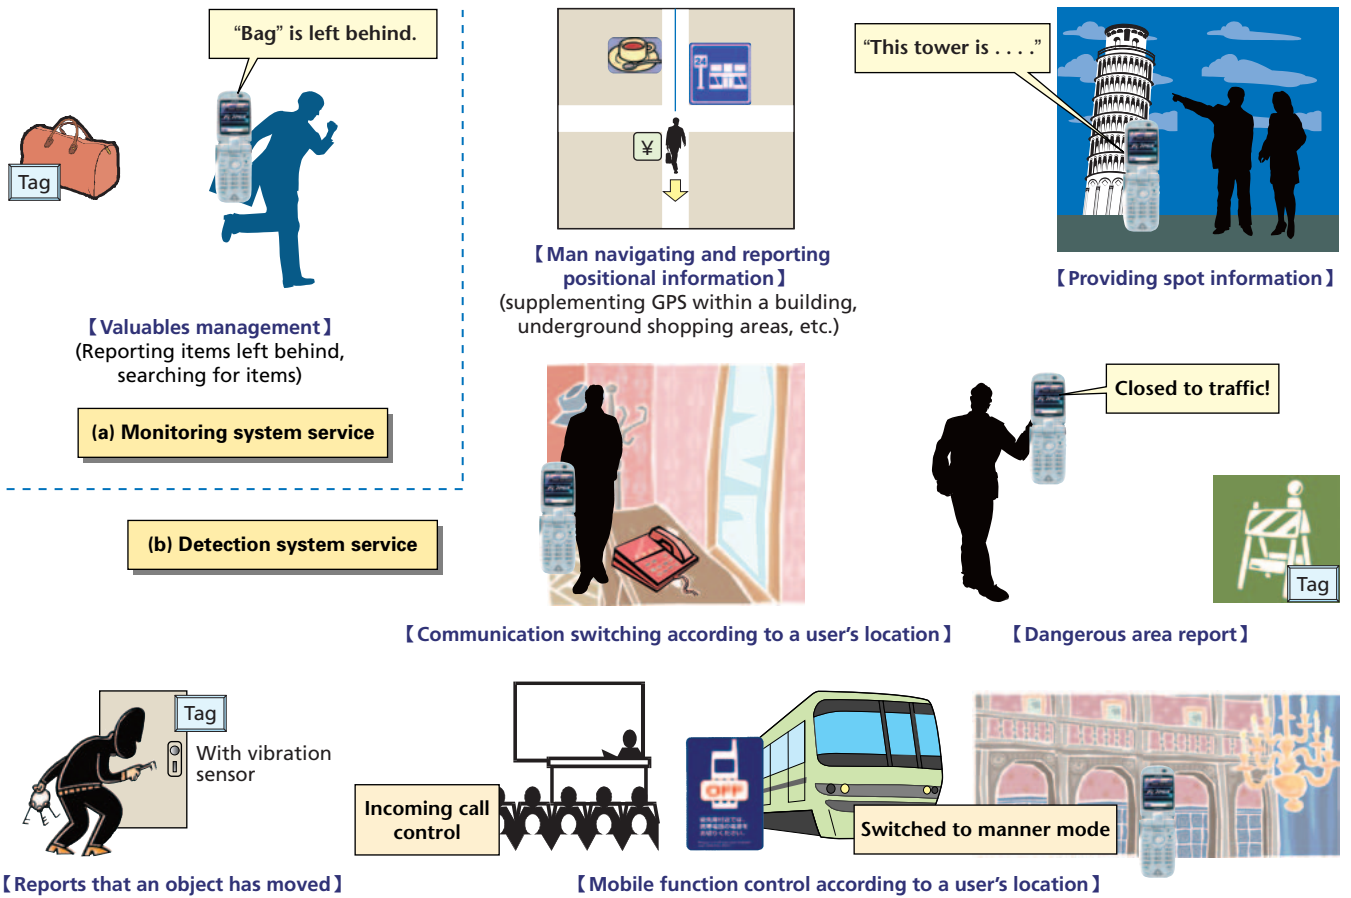 “Bag” is left behind.
Tag
【Valuables management】
(Reporting items left behind,
searching for items)
(a) Monitoring system service
24
¥
【Man navigating and reporting
positional information】
(supplementing GPS within a building,
underground shopping areas, etc.)
“This tower is . . . .”
【Providing spot information】
(b) Detection system service
【Communication switching according to a user’s location】
Closed to traffic!
Tag
【Dangerous area report】
Tag
With vibration
sensor
【Reports that an object has moved】
Incoming call
control
OFF
Switched to manner mode
【Mobile function control according to a user’s location】